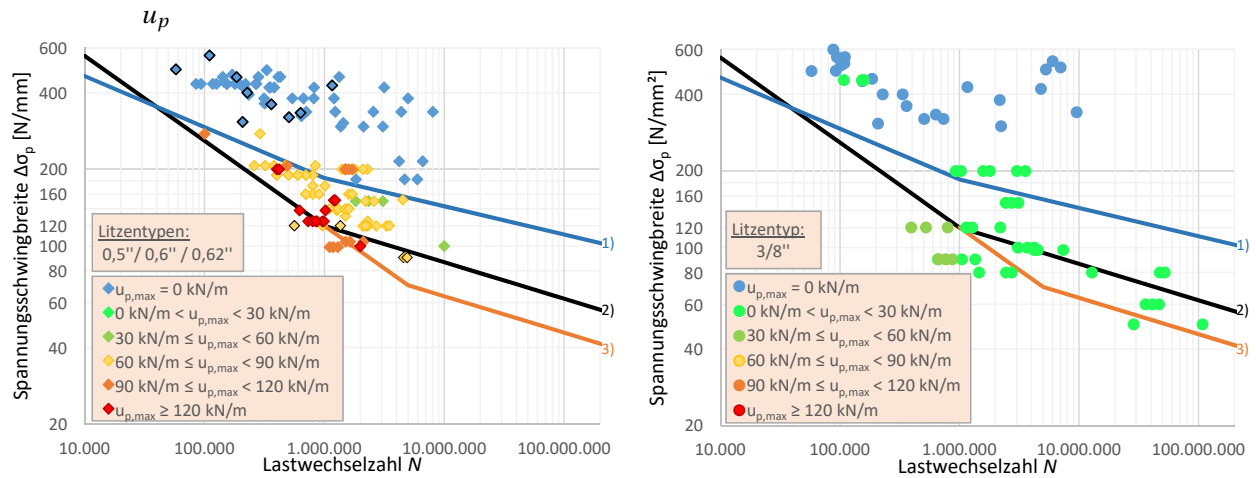 u_p
Spannungsschwingbreite Δσ_p [N/mm]
600
400
200
160
120
100
80
60
40
20
10.000
100.000
1.000.000
10.000.000
100.000.000
Lastwechselzahl N
Litzentypen:
0,5''/ 0,6'' / 0,62''
u_p,max = 0 kN/m
0 kN/m < u_p,max < 30 kN/m
30 kN/m ≤ u_p,max < 60 kN/m
60 kN/m ≤ u_p,max < 90 kN/m
90 kN/m ≤ u_p,max < 120 kN/m
u_p,max ≥ 120 kN/m
1)
2)
3)
Spannungsschwingbreite Δσ_p [N/mm²]
600
400
200
160
120
100
80
60
40
20
10.000
100.000
1.000.000
10.000.000
100.000.000
Lastwechselzahl N
Litzentyp:
3/8''
u_p,max = 0 kN/m
0 kN/m < u_p,max < 30 kN/m
30 kN/m ≤ u_p,max < 60 kN/m
60 kN/m ≤ u_p,max < 90 kN/m
90 kN/m ≤ u_p,max < 120 kN/m
u_p,max ≥ 120 kN/m
1)
2)
3)